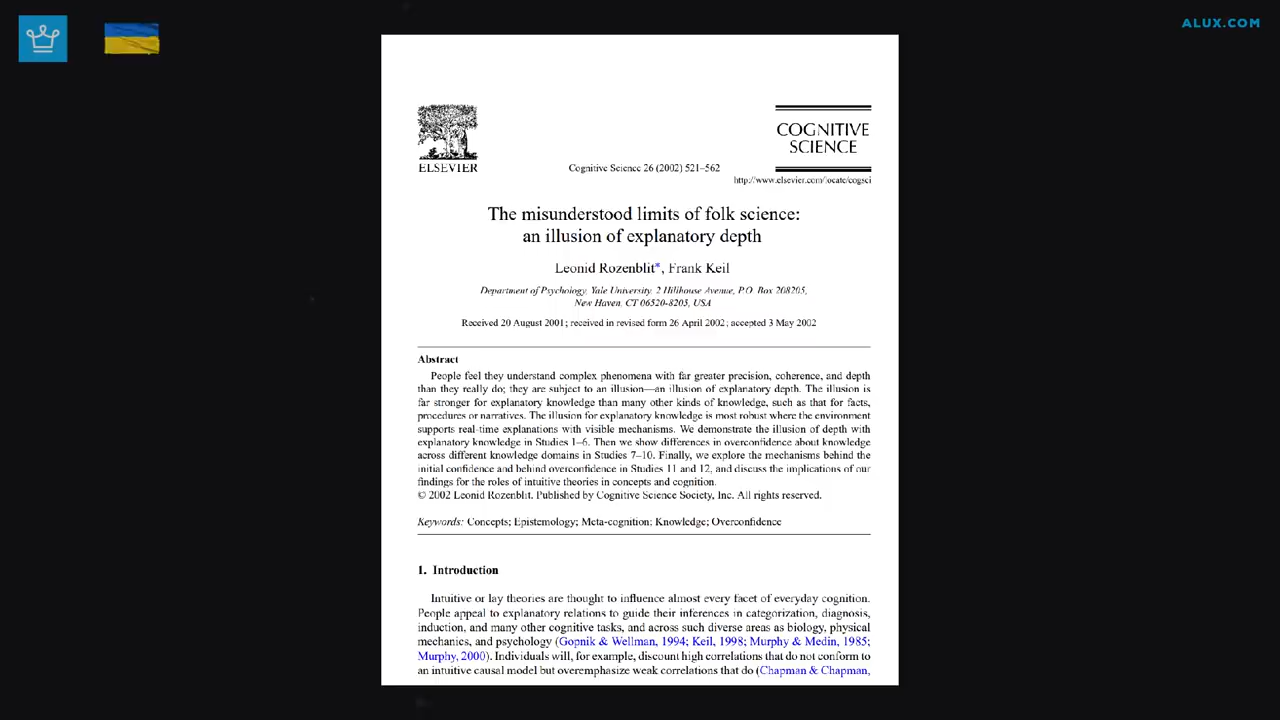 ALUX.COM
ELSEVIER
COGNITIVE
SCIENCE
Cognitive Science 26 (2002) 521–562
http://www.elsevier.com/locate/cogsci
The misunderstood limits of folk science:
an illusion of explanatory depth
Leonid Rozenblit*, Frank Keil
Department of Psychology, Yale University, 2 Hillhouse Avenue, P.O. Box 208205,
New Haven, CT 06520-8205, USA
Received 20 August 2001; received in revised form 26 April 2002; accepted 3 May 2002
Abstract
People feel they understand complex phenomena with far greater precision, coherence, and depth
than they really do; they are subject to an illusion—an illusion of explanatory depth. The illusion is
far stronger for explanatory knowledge than many other kinds of knowledge, such as that for facts,
procedures or narratives. The illusion for explanatory knowledge is most robust where the environment
supports real-time explanations with visible mechanisms. We demonstrate the illusion of depth with
explanatory knowledge in Studies 1–6. Then we show differences in overconfidence about knowledge
across different knowledge domains in Studies 7–10. Finally, we explore the mechanisms behind the
initial confidence and behind overconfidence in Studies 11 and 12, and discuss the implications of our
findings for the roles of intuitive theories in concepts and cognition.
© 2002 Leonid Rozenblit. Published by Cognitive Science Society, Inc. All rights reserved.
Keywords: Concepts; Epistemology; Meta-cognition; Knowledge; Overconfidence
1. Introduction
Intuitive or lay theories are thought to influence almost every facet of everyday cognition.
People appeal to explanatory relations to guide their inferences in categorization, diagnosis,
induction, and many other cognitive tasks, and across such diverse areas as biology, physical
mechanics, and psychology (Gopnik & Wellman, 1994; Keil, 1998; Murphy & Medin, 1985;
Murphy, 2000). Individuals will, for example, discount high correlations that do not conform to
an intuitive causal model but overemphasize weak correlations that do (Chapman & Chapman,